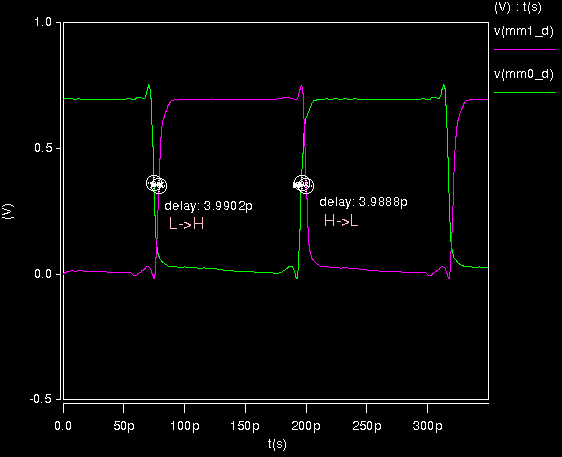 (V) : t(s)
v(mm1_d)
v(mm0_d)
1.0
0.5
0.0
-0.5
(V)
delay: 3.9902p
L->H
delay: 3.9888p
H->L
0.0 50p 100p 150p 200p 250p 300p
t(s)